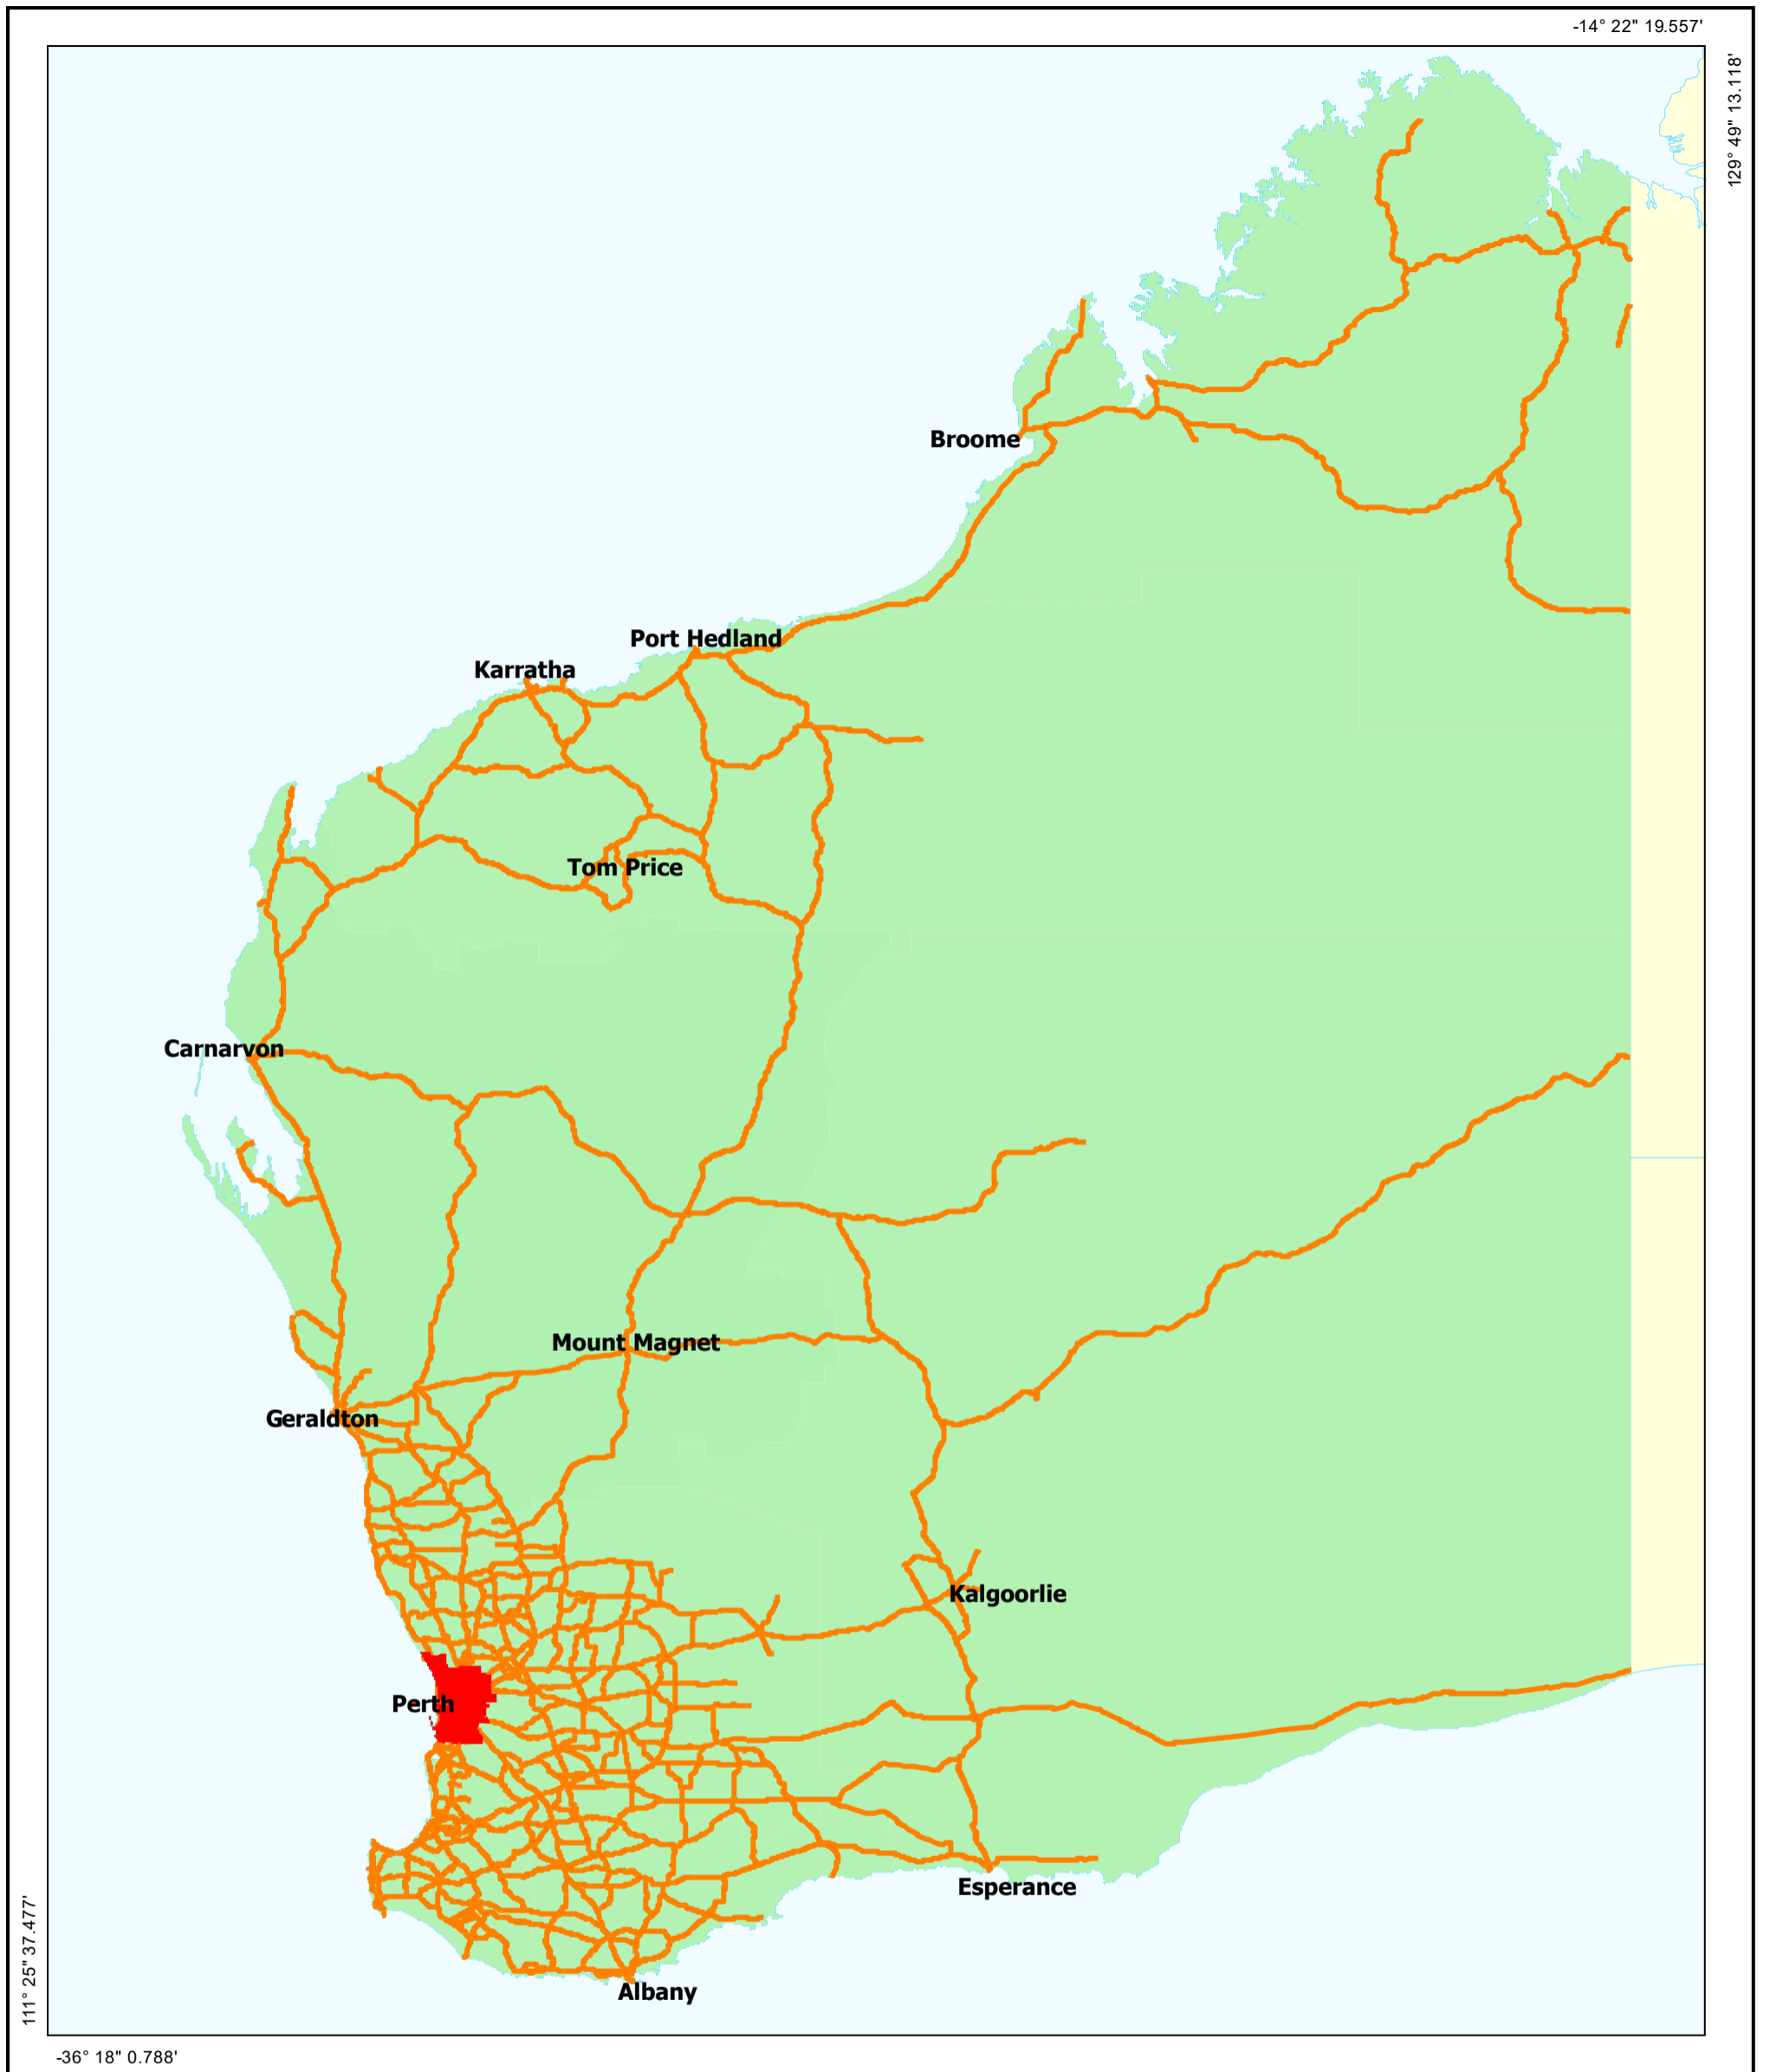 -14° 22" 19.557'
129° 49" 13.118'
Broome
Port Hedland
Karratha
Tom Price
Carnarvon
Mount Magnet
Geraldton
Kalgoorlie
Perth
Esperance
Albany
111° 25" 37.477'
-36° 18" 0.788'